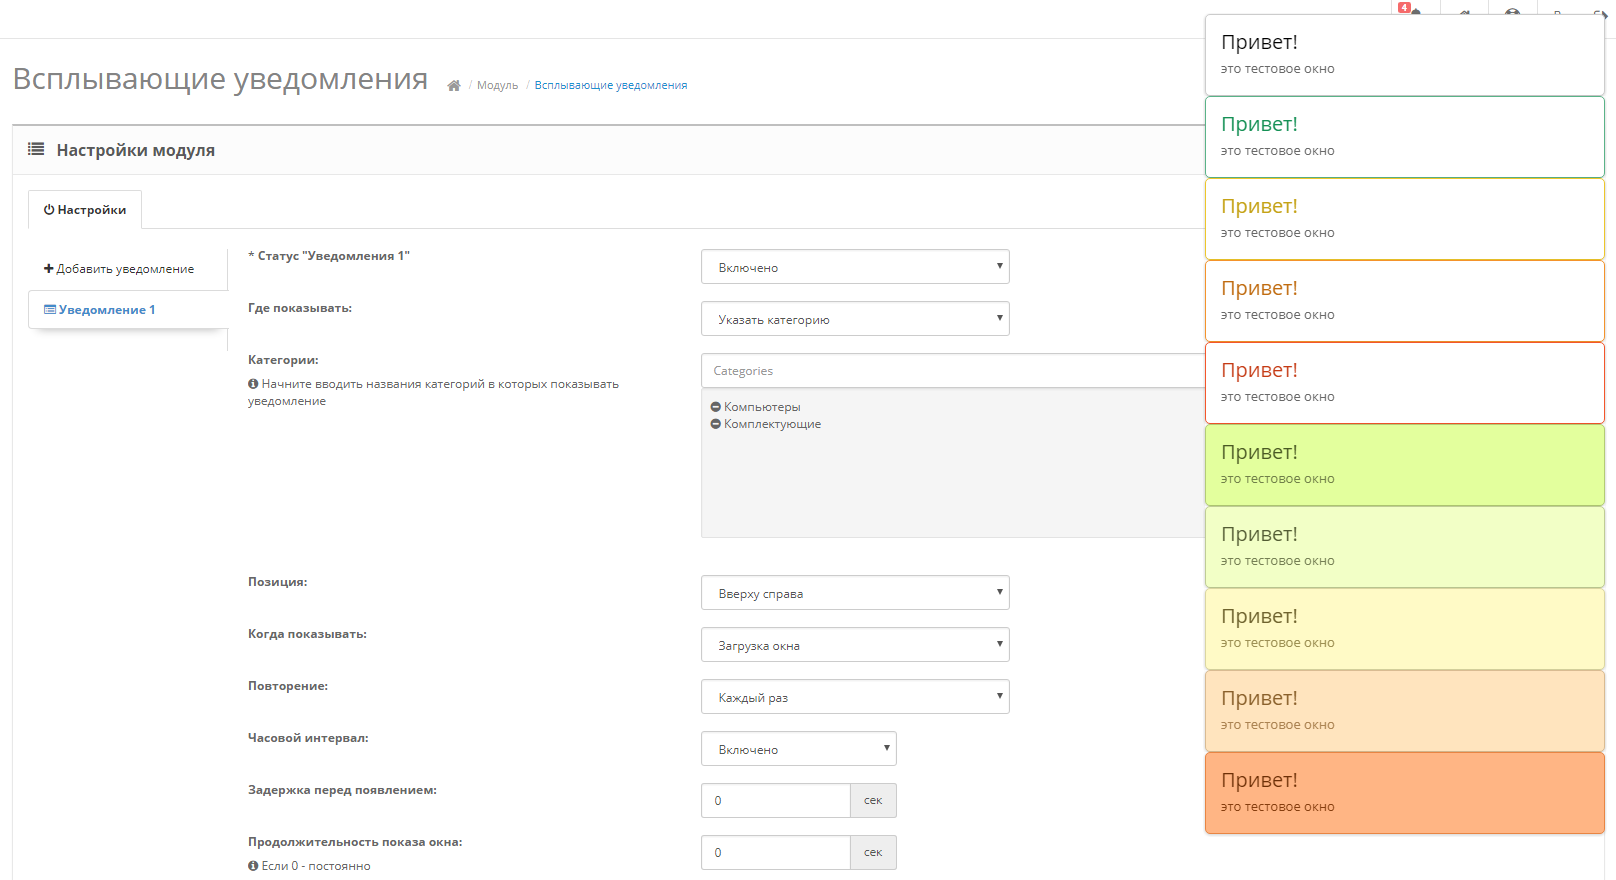 4
Всплывающие уведомления
/ Модуль / Всплывающие уведомления
Настройки модуля
Настройки
Добавить уведомление
Уведомление 1
* Статус "Уведомления 1"
Включено
Где показывать:
Указать категорию
Категории:
Начните вводить названия категорий в которых показывать
уведомление
Categories
Компьютеры
Комплектующие
Позиция:
Вверху справа
Когда показывать:
Загрузка окна
Повторение:
Каждый раз
Часовой интервал:
Включено
Задержка перед появлением:
0
сек
Продолжительность показа окна:
Если 0 - постоянно
0
сек
Привет!
это тестовое окно
Привет!
это тестовое окно
Привет!
это тестовое окно
Привет!
это тестовое окно
Привет!
это тестовое окно
Привет!
это тестовое окно
Привет!
это тестовое окно
Привет!
это тестовое окно
Привет!
это тестовое окно
Привет!
это тестовое окно